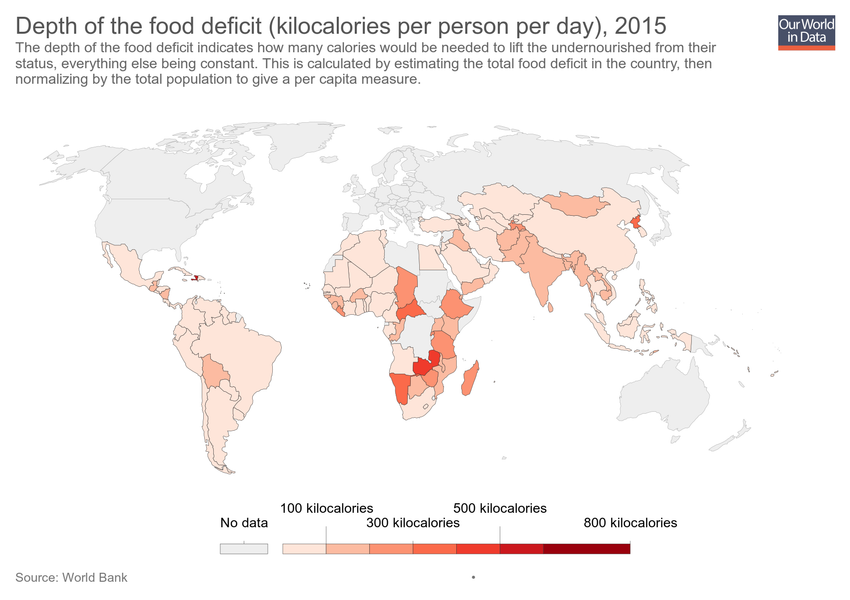 Depth of the food deficit (kilocalories per person per day), 2015
Our World
in Data
The depth of the food deficit indicates how many calories would be needed to lift the undernourished from their
status, everything else being constant. This is calculated by estimating the total food deficit in the country, then
normalizing by the total population to give a per capita measure.
100 kilocalories
500 kilocalories
No data
300 kilocalories
800 kilocalories
Source: World Bank